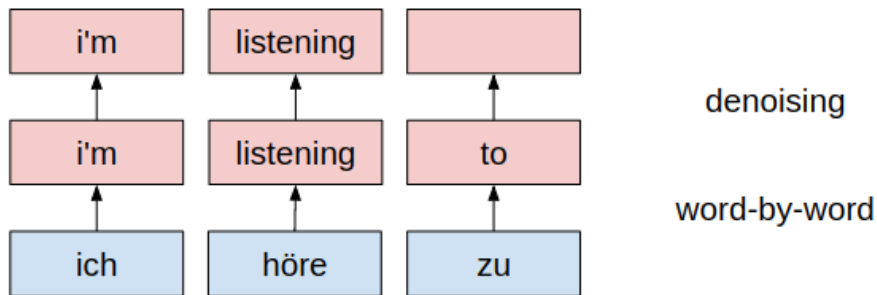 i'm listening
denoising
i'm listening to
word-by-word
ich höre zu